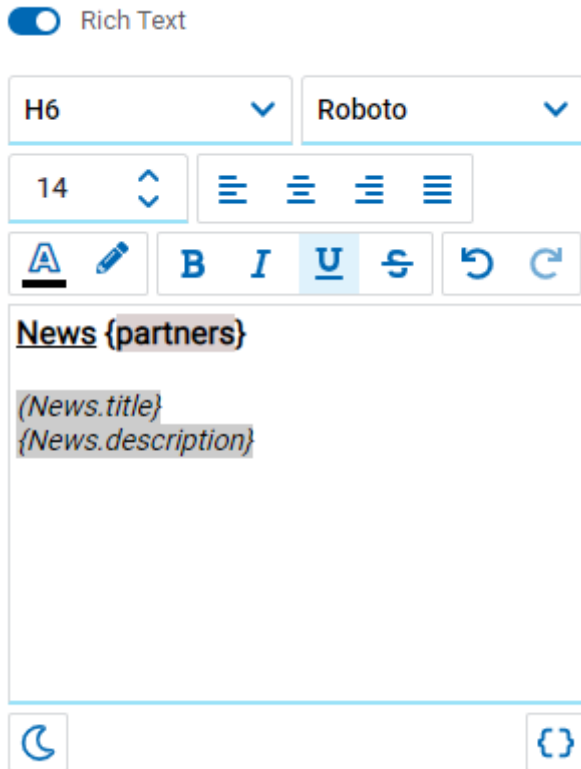 Rich Text
H6 Roboto
14
A B I U S
News {partners}
(News.title}
{News.description}
{}